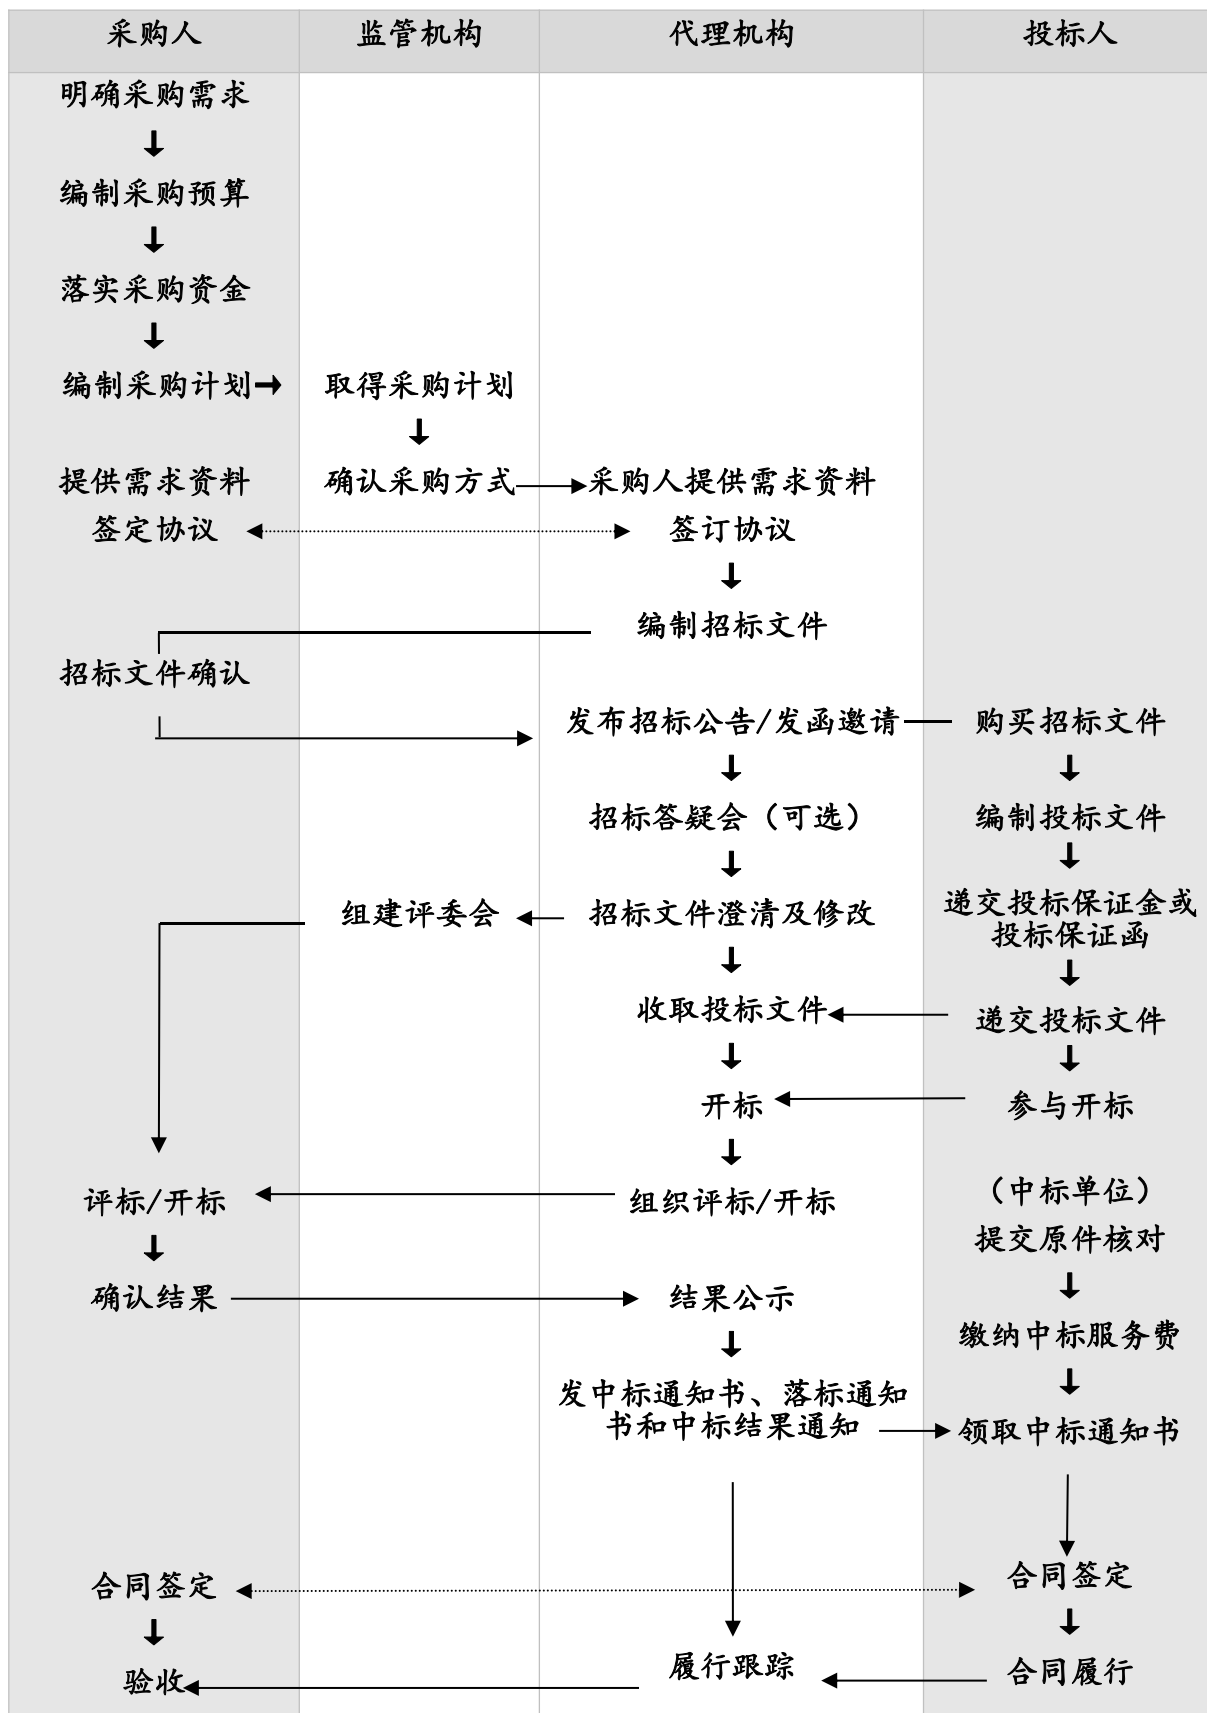 采购人 监管机构 代理机构 投标人
明确采购需求
编制采购预算
落实采购资金
编制采购计划 取得采购计划
提供需求资料 确认采购方式 采购人提供需求资料
签定协议 签订协议
编制招标文件
招标文件确认
发布招标公告/发函邀请 购买招标文件
招标答疑会（可选） 编制投标文件
组建评委会 招标文件澄清及修改 递交投标保证金或
投标保证函
收取投标文件 递交投标文件
开标 参与开标
评标/开标 组织评标/开标 （中标单位）
提交原件核对
确认结果 结果公示
缴纳中标服务费
发中标通知书、落标通知
书和中标结果通知 领取中标通知书
合同签定 合同签定
验收 履行跟踪 合同履行